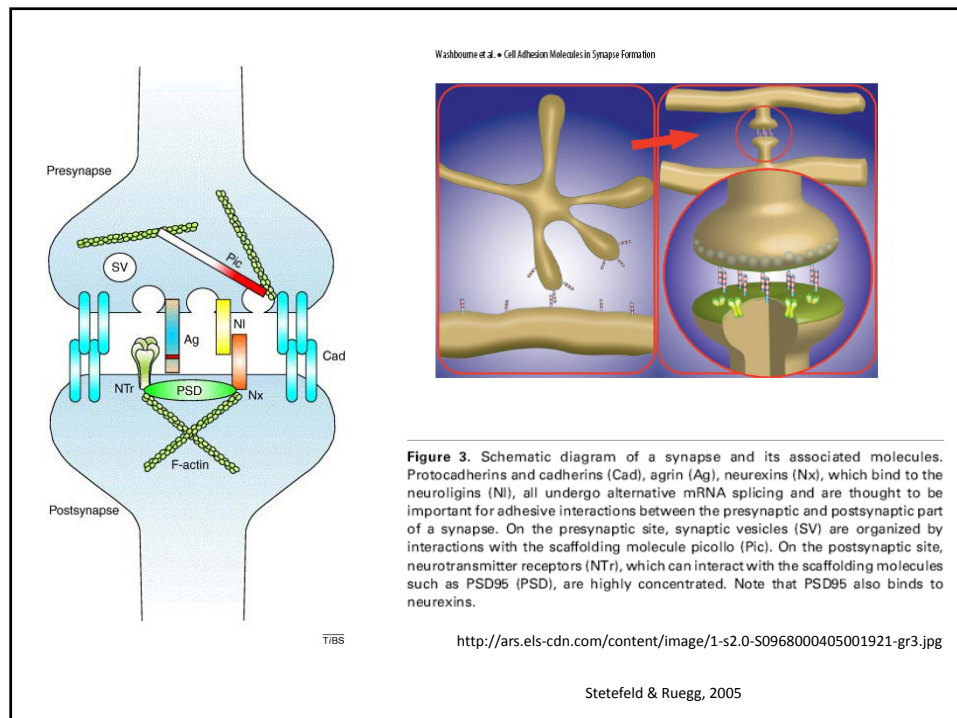 Washbourne et al. • Cell Adhesion Molecules in Synapse Formation
Presynapse
SV
Pic
Ag
Nl
Cad
NTr
PSD
Nx
F-actin
Postsynapse
TiBS
Figure 3. Schematic diagram of a synapse and its associated molecules.
Protocadherins and cadherins (Cad), agrin (Ag), neurexins (Nx), which bind to the
neuroligins (Nl), all undergo alternative mRNA splicing and are thought to be
important for adhesive interactions between the presynaptic and postsynaptic part
of a synapse. On the presynaptic site, synaptic vesicles (SV) are organized by
interactions with the scaffolding molecule picollo (Pic). On the postsynaptic site,
neurotransmitter receptors (NTr), which can interact with the scaffolding molecules
such as PSD95 (PSD), are highly concentrated. Note that PSD95 also binds to
neurexins.
http://ars.els-cdn.com/content/image/1-s2.0-S0968000405001921-gr3.jpg
Stetefeld & Ruegg, 2005